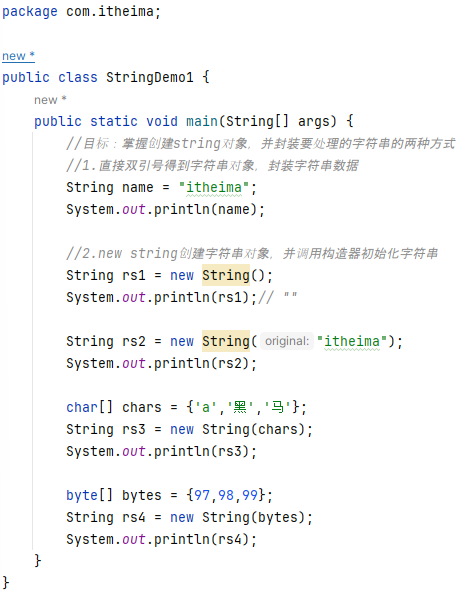 package com.itheima;
new *
public class StringDemo1 {
new *
public static void main(String[] args) {
//目标：掌握创建string对象，并封装要处理的字符串的两种方式
//1.直接双引号得到字符串对象，封装字符串数据
String name = "itheima";
System.out.println(name);
//2.new string创建字符串对象，并调用构造器初始化字符串
String rs1 = new String();
System.out.println(rs1);// ""
String rs2 = new String( original: "itheima");
System.out.println(rs2);
char[] chars = {'a','黑','马'};
String rs3 = new String(chars);
System.out.println(rs3);
byte[] bytes = {97,98,99};
String rs4 = new String(bytes);
System.out.println(rs4);
}
}